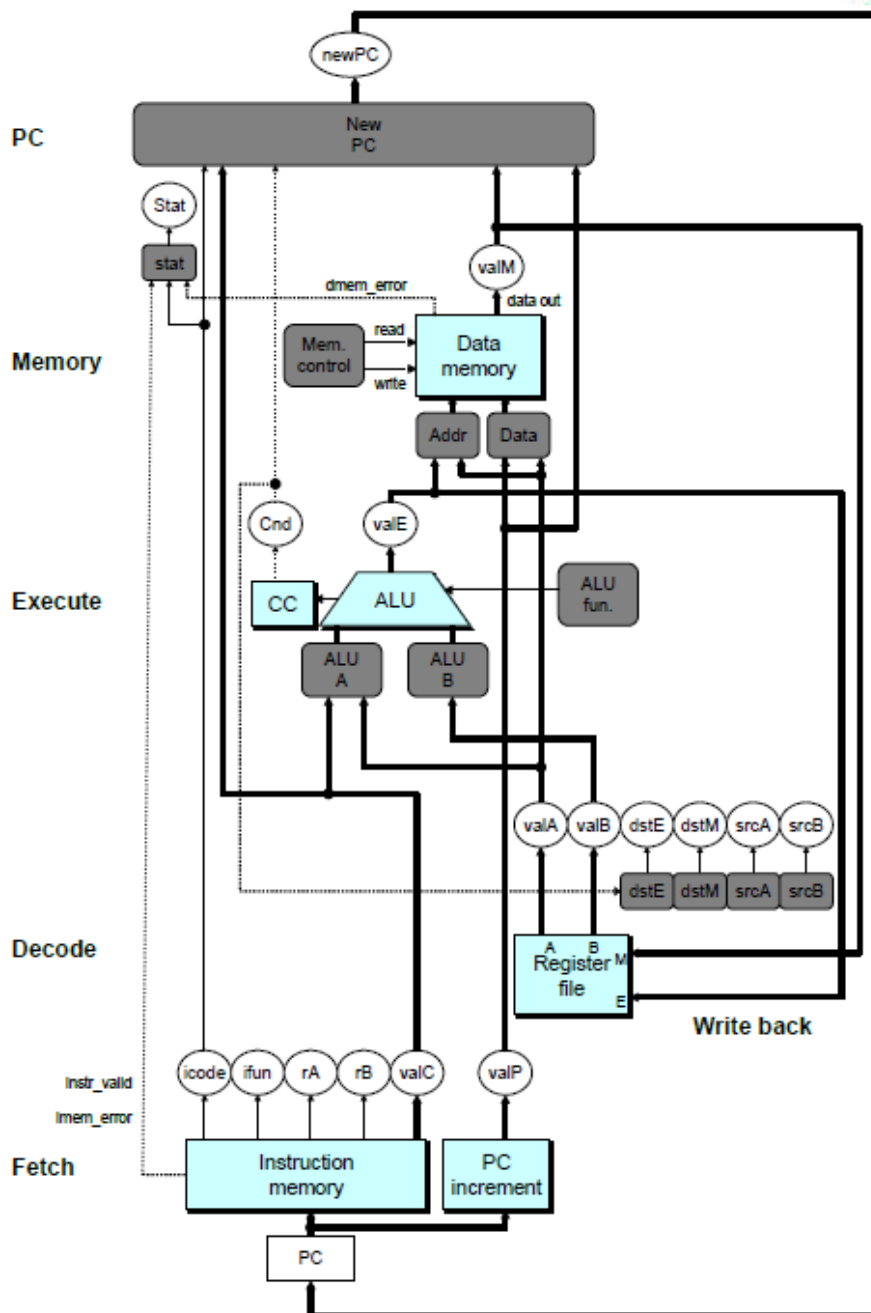 newPC
New
PC
PC
Stat
stat
valM
dmem_error
data out
read
Mem.
control
Data
memory
Memory
write
Addr
Data
Cnd
valE
ALU
fun.
CC
ALU
Execute
ALU
A
ALU
B
valA
valB
dstE
dstM
srcA
srcB
dstE
dstM
srcA
srcB
Decode
A
B
M
Register
file
E
Write back
icode
ifun
rA
rB
valC
valP
Instr_valid
Imem_error
Fetch
Instruction
memory
PC
increment
PC